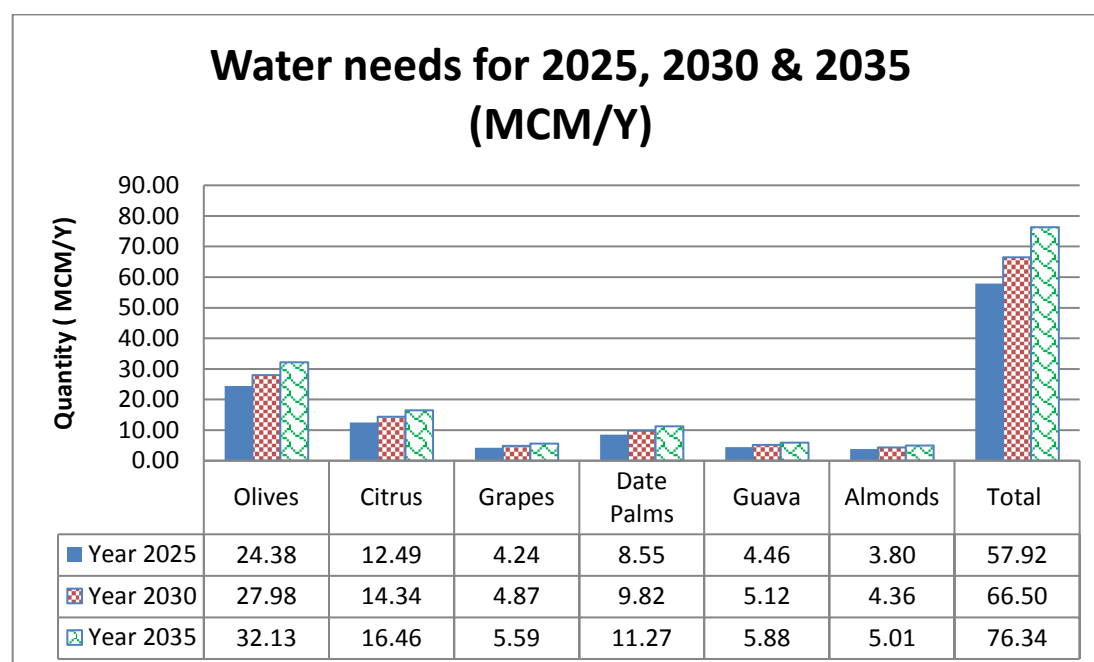 Water needs for 2025, 2030 & 2035
(MCM/Y)
Quantity ( MCM/Y)
90.00
80.00
70.00
60.00
50.00
40.00
30.00
20.00
10.00
0.00
Olives Citrus Grapes Date Palms Guava Almonds Total
Year 2025 24.38 12.49 4.24 8.55 4.46 3.80 57.92
Year 2030 27.98 14.34 4.87 9.82 5.12 4.36 66.50
Year 2035 32.13 16.46 5.59 11.27 5.88 5.01 76.34